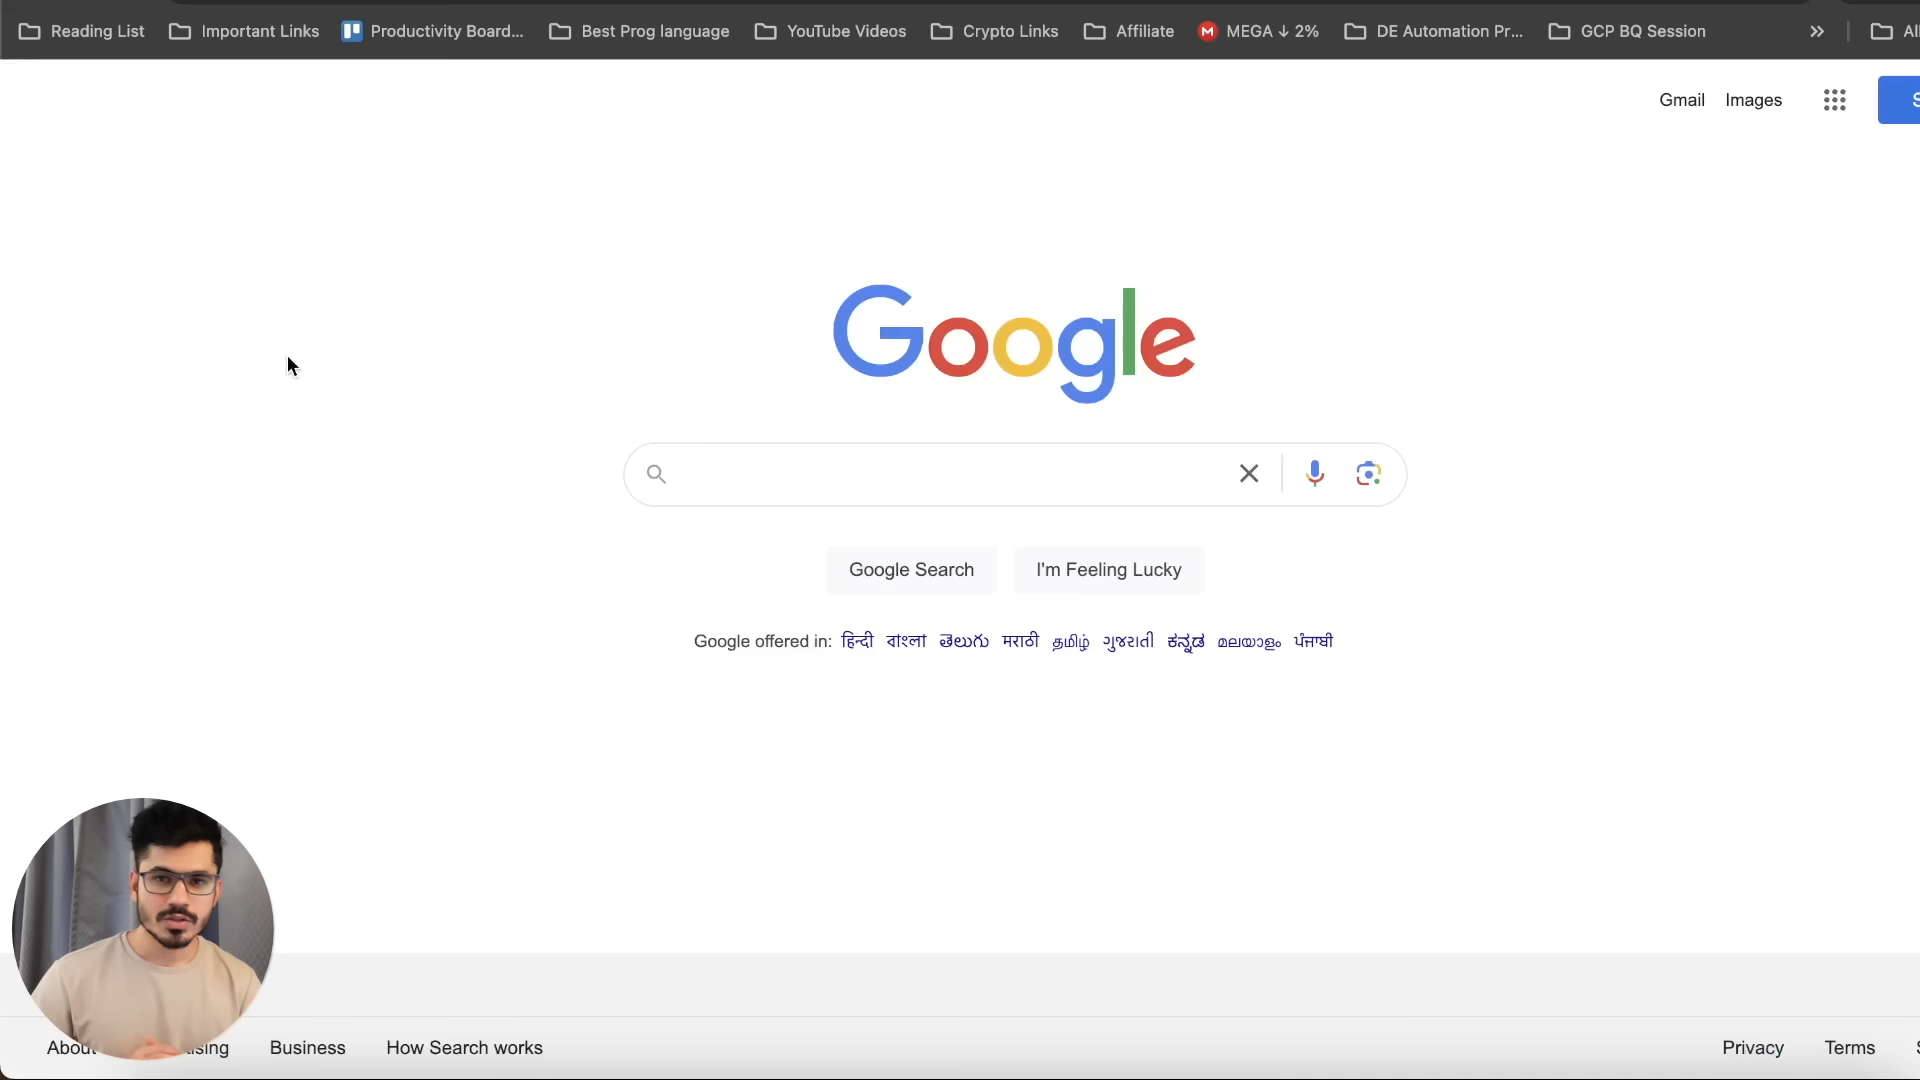 Reading List Important Links Productivity Board... Best Prog language YouTube Videos Crypto Links Affiliate MEGA ↓ 2% DE Automation Pr... GCP BQ Session »
Gmail Images
Google
Google Search I'm Feeling Lucky
Google offered in: हिन्दी বাংলা తెలుగు मराठी தமிழ் ગુજરાતી ಕನ್ನಡ മലയാളം ਪੰਜਾਬੀ
Business How Search works Privacy Terms